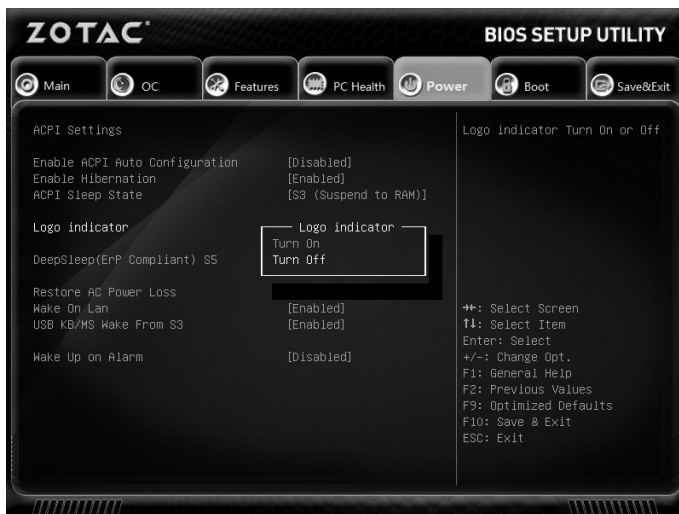 ZOTAC
BIOS SETUP UTILITY
Main OC Features PC Health Power Boot Save&Exit
ACPI Settings
Logo indicator Turn On or Off
Enable ACPI Auto Configuration [Disabled]
Enable Hibernation [Enabled]
ACPI Sleep State [S3 (Suspend to RAM)]
Logo indicator
Logo indicator
Turn On
Turn Off
DeepSleep(ErP Compliant) S5
Restore AC Power Loss
Wake On Lan [Enabled]
USB KB/MS Wake From S3 [Enabled]
Wake Up on Alarm [Disabled]
→←: Select Screen
↑↓: Select Item
Enter: Select
+/-: Change Opt.
F1: General Help
F2: Previous Values
F9: Optimized Defaults
F10: Save & Exit
ESC: Exit